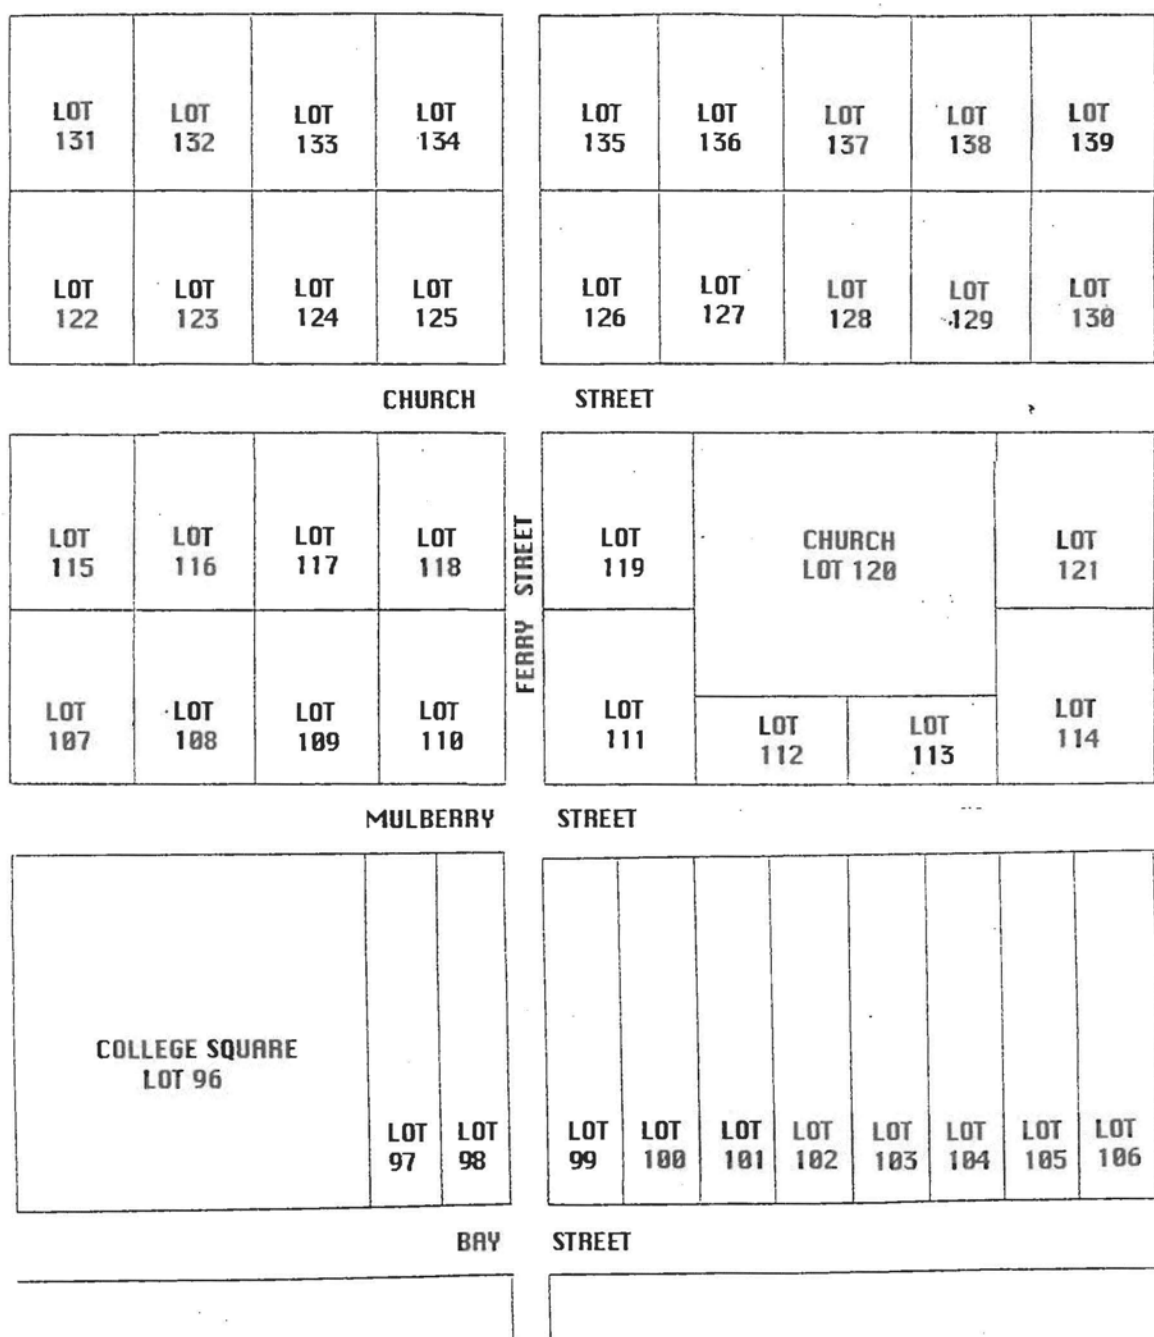 LOT LOT LOT LOT LOT LOT LOT LOT LOT
131 132 133 134 135 136 137 138 139
LOT LOT LOT LOT LOT LOT LOT LOT LOT
122 123 124 125 126 127 128 129 130
CHURCH STREET
LOT LOT LOT LOT LOT CHURCH LOT
115 116 117 118 119 LOT 120 121
FERRY STREET
LOT LOT LOT LOT LOT LOT LOT LOT
107 108 109 110 111 112 113 114
MULBERRY STREET
COLLEGE SQUARE
LOT 96
LOT LOT LOT LOT LOT LOT LOT LOT LOT LOT
97 98 99 100 101 102 103 104 105 106
BAY STREET